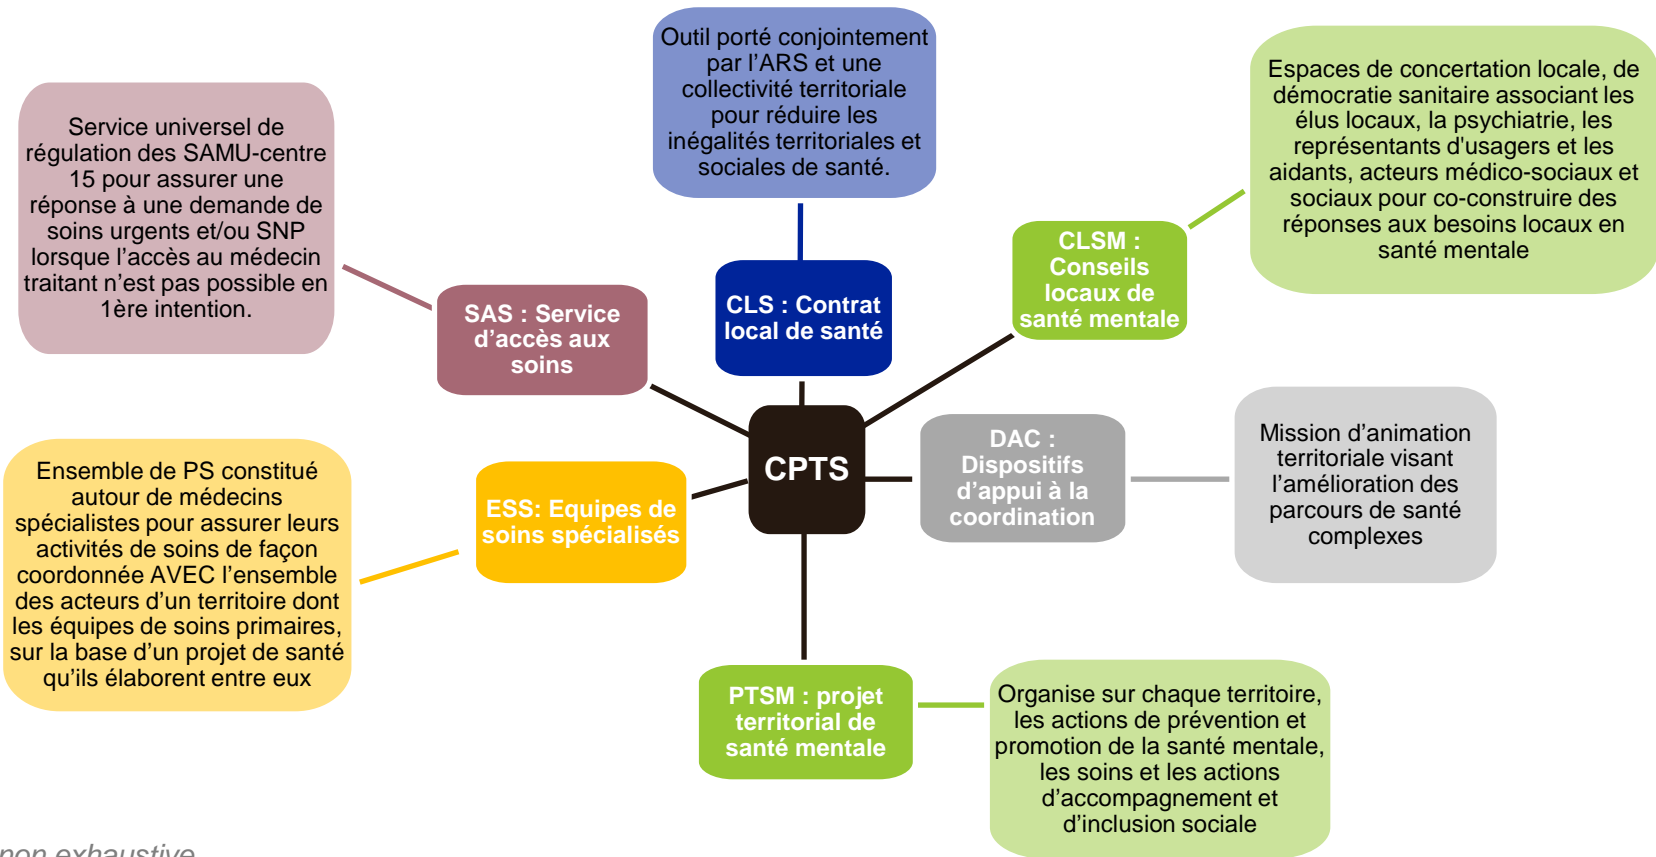 Outil porté conjointement
par l’ARS et une
collectivité territoriale
pour réduire les
inégalités territoriales et
sociales de santé.
Espaces de concertation locale, de
démocratie sanitaire associant les
élus locaux, la psychiatrie, les
représentants d'usagers et les
aidants, acteurs médico-sociaux et
sociaux pour co-construire des
réponses aux besoins locaux en
santé mentale
Service universel de
régulation des SAMU-centre
15 pour assurer une
réponse à une demande de
soins urgents et/ou SNP
lorsque l’accès au médecin
traitant n’est pas possible en
1ère intention.
CLSM :
Conseils
locaux de
santé mentale
CLS : Contrat
local de santé
SAS : Service
d’accès aux
soins
CPTS
DAC :
Dispositifs
d’appui à la
coordination
Mission d’animation
territoriale visant
l’amélioration des
parcours de santé
complexes
Ensemble de PS constitué
autour de médecins
spécialistes pour assurer leurs
activités de soins de façon
coordonnée AVEC l’ensemble
des acteurs d’un territoire dont
les équipes de soins primaires,
sur la base d’un projet de santé
qu’ils élaborent entre eux
ESS: Equipes de
soins spécialisés
PTSM : projet
territorial de
santé mentale
Organise sur chaque territoire,
les actions de prévention et
promotion de la santé mentale,
les soins et les actions
d’accompagnement et
d’inclusion sociale
non exhaustive